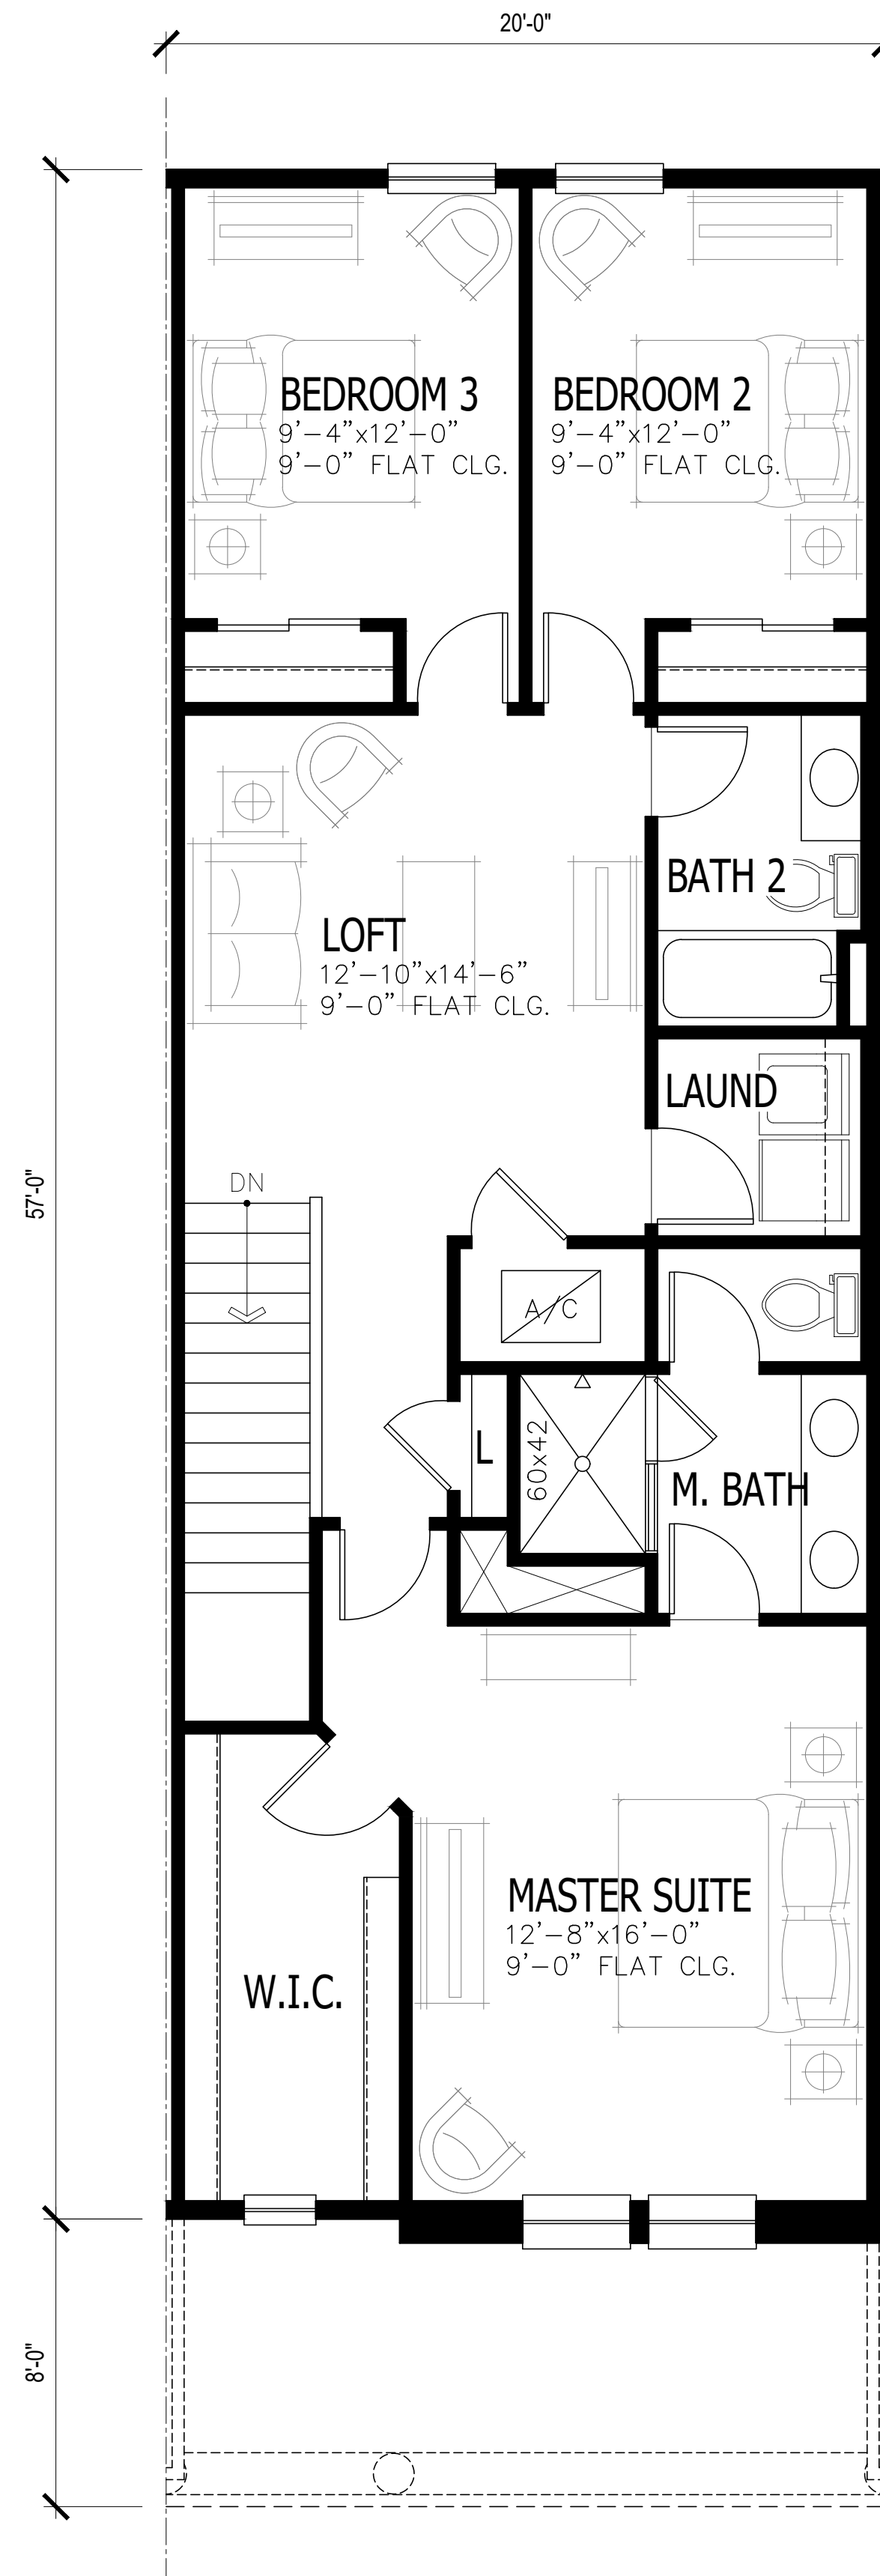 20'-0"
BEDROOM 3
9'-4"x12'-0"
9'-0" FLAT CLG.
BEDROOM 2
9'-4"x12'-0"
9'-0" FLAT CLG.
BATH 2
LOFT
12'-10"x14'-6"
9'-0" FLAT CLG.
LAUND
57'-0"
DN
A/C
L
60x42
M. BATH
MASTER SUITE
12'-8"x16'-0"
9'-0" FLAT CLG.
W.I.C.
8'-0"